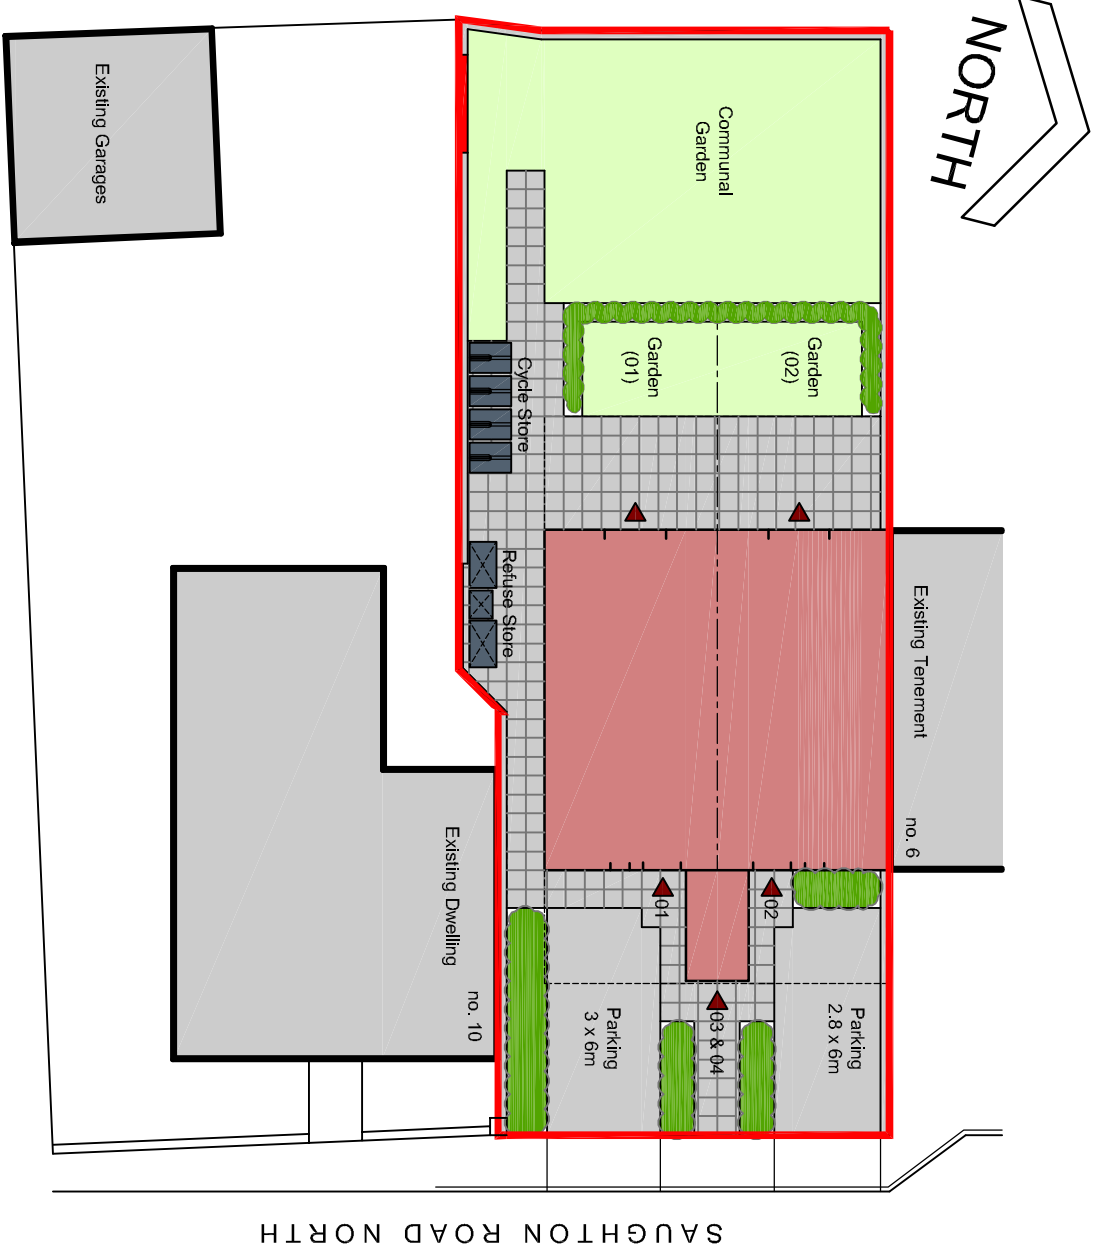 NORTH
Existing Garages
Communal
Garden
Garden
(01)
Garden
(02)
Cycle Store
Refuse Store
Existing Tenement
no. 6
Existing Dwelling
no. 10
01
02
03 & 04
Parking
3 x 6m
Parking
2.8 x 6m
SAUGHTON ROAD NORTH